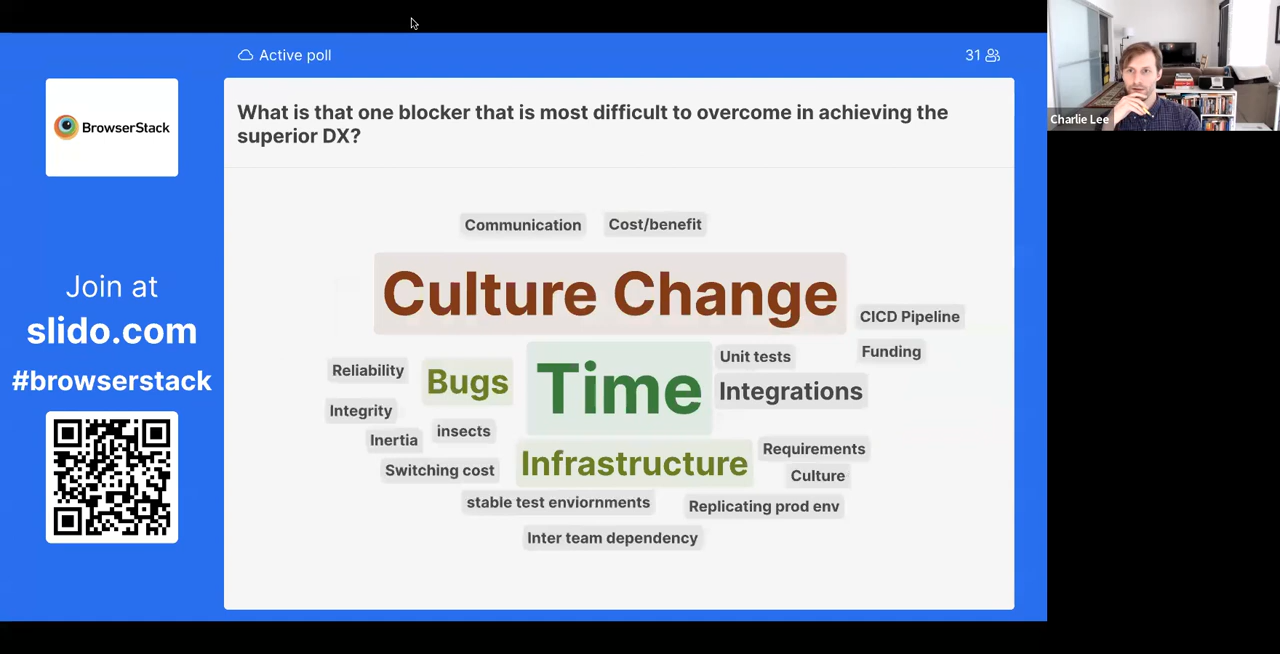 Active poll
31
BrowserStack
What is that one blocker that is most difficult to overcome in achieving the
superior DX?
Communication
Cost/benefit
Culture Change
CICD Pipeline
Funding
Unit tests
Reliability
Bugs
Time
Integrations
Integrity
insects
Inertia
Requirements
Infrastructure
Switching cost
Culture
stable test enviornments
Replicating prod env
Inter team dependency
Join at
slido.com
#browserstack
Charlie Lee